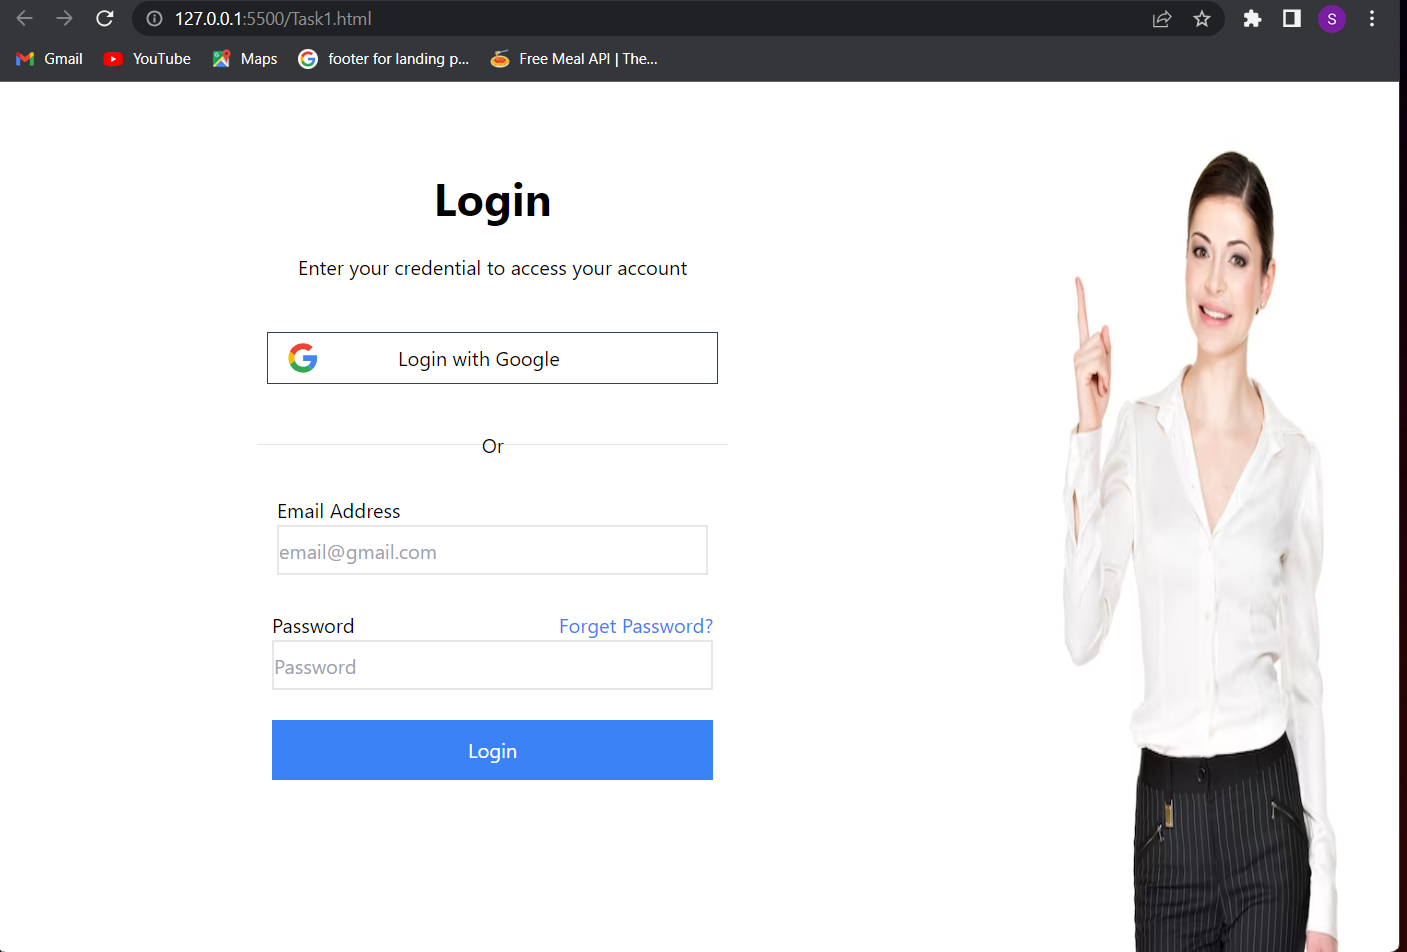 127.0.0.1:5500/Task1.html
S
Gmail YouTube Maps footer for landing p... Free Meal API | The...
Login
Enter your credential to access your account
Login with Google
Or
Email Address
email@gmail.com
Password Forget Password?
Password
Login